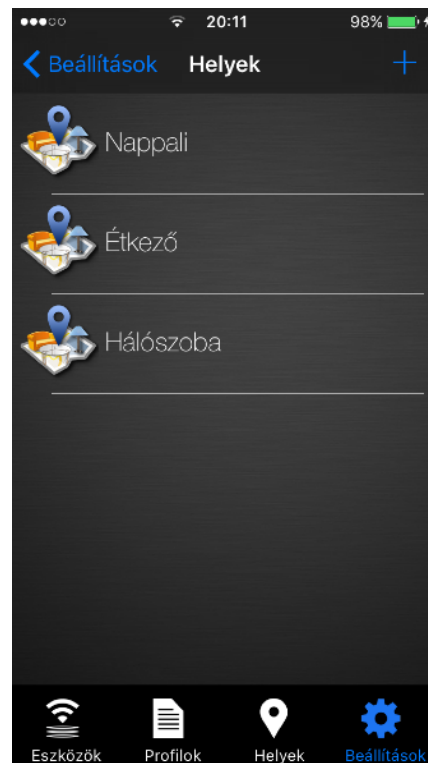 20:11 98%
Beállítások Helyek
Nappali
Étkező
Hálószoba
Eszközök Profilok Helyek Beállítások